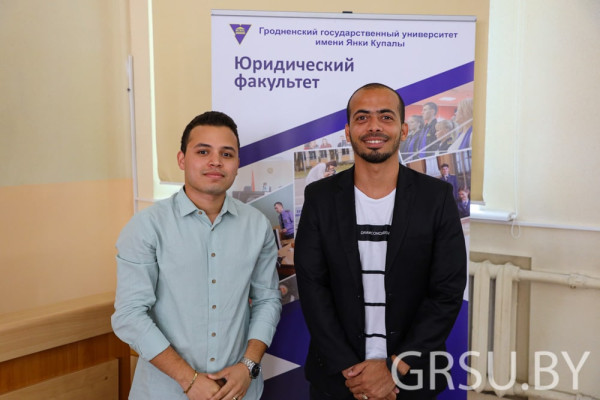 Гродненский государственный университет
имени Янки Купалы
Юридический
факультет
GRSU.BY